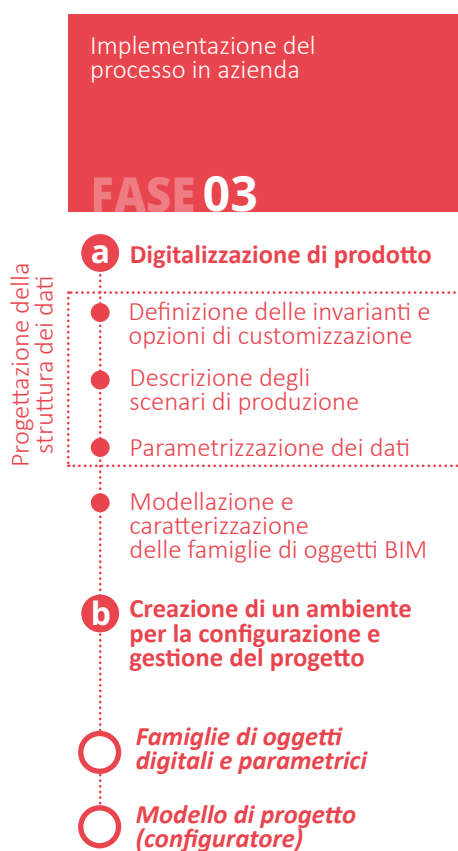 Implementazione del
processo in azienda
FASE 03
a Digitalizzazione di prodotto
Progettazione della
struttura dei dati
Definizione delle invarianti e
opzioni di customizzazione
Descrizione degli
scenari di produzione
Parametrizzazione dei dati
Modellazione e
caratterizzazione
delle famiglie di oggetti BIM
b Creazione di un ambiente
per la configurazione e
gestione del progetto
Famiglie di oggetti
digitali e parametrici
Modello di progetto
(configuratore)